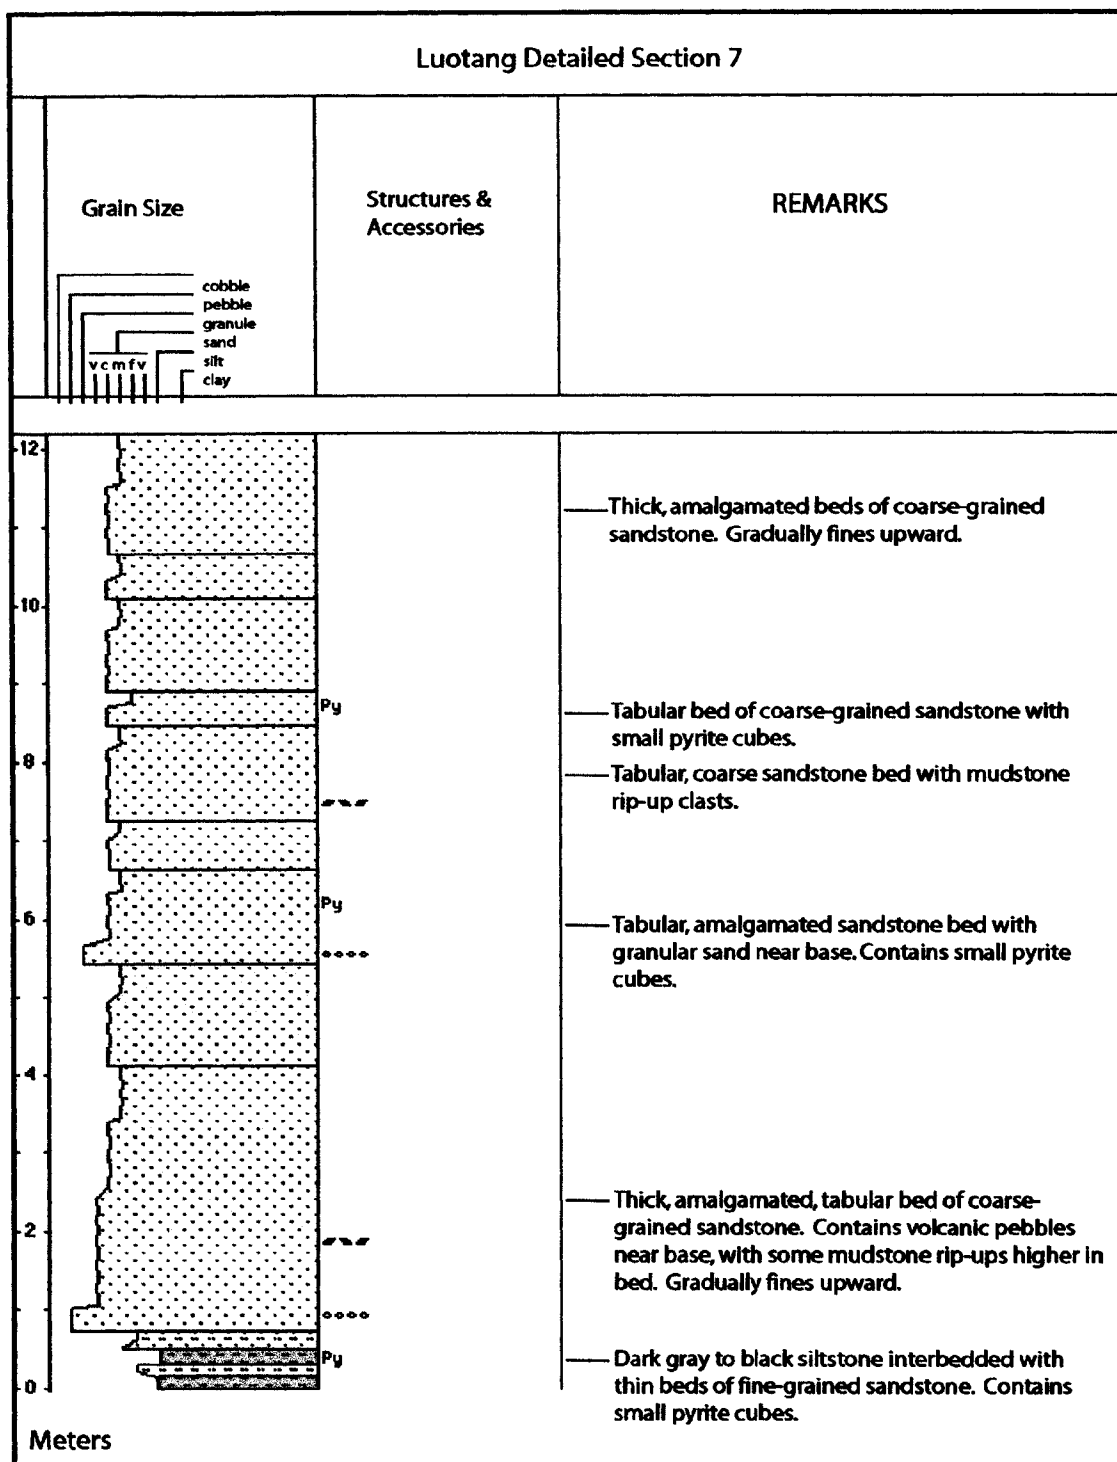 Luotang Detailed Section 7
Grain Size
Structures &
Accessories
REMARKS
cobble
pebble
granule
sand
silt
clay
v c m f v
12
10
8
6
4
2
0
Meters
Py
Py
Py
Thick, amalgamated beds of coarse-grained
sandstone. Gradually fines upward.
Tabular bed of coarse-grained sandstone with
small pyrite cubes.
Tabular, coarse sandstone bed with mudstone
rip-up clasts.
Tabular, amalgamated sandstone bed with
granular sand near base. Contains small pyrite
cubes.
Thick, amalgamated, tabular bed of coarse-
grained sandstone. Contains volcanic pebbles
near base, with some mudstone rip-ups higher in
bed. Gradually fines upward.
Dark gray to black siltstone interbedded with
thin beds of fine-grained sandstone. Contains
small pyrite cubes.